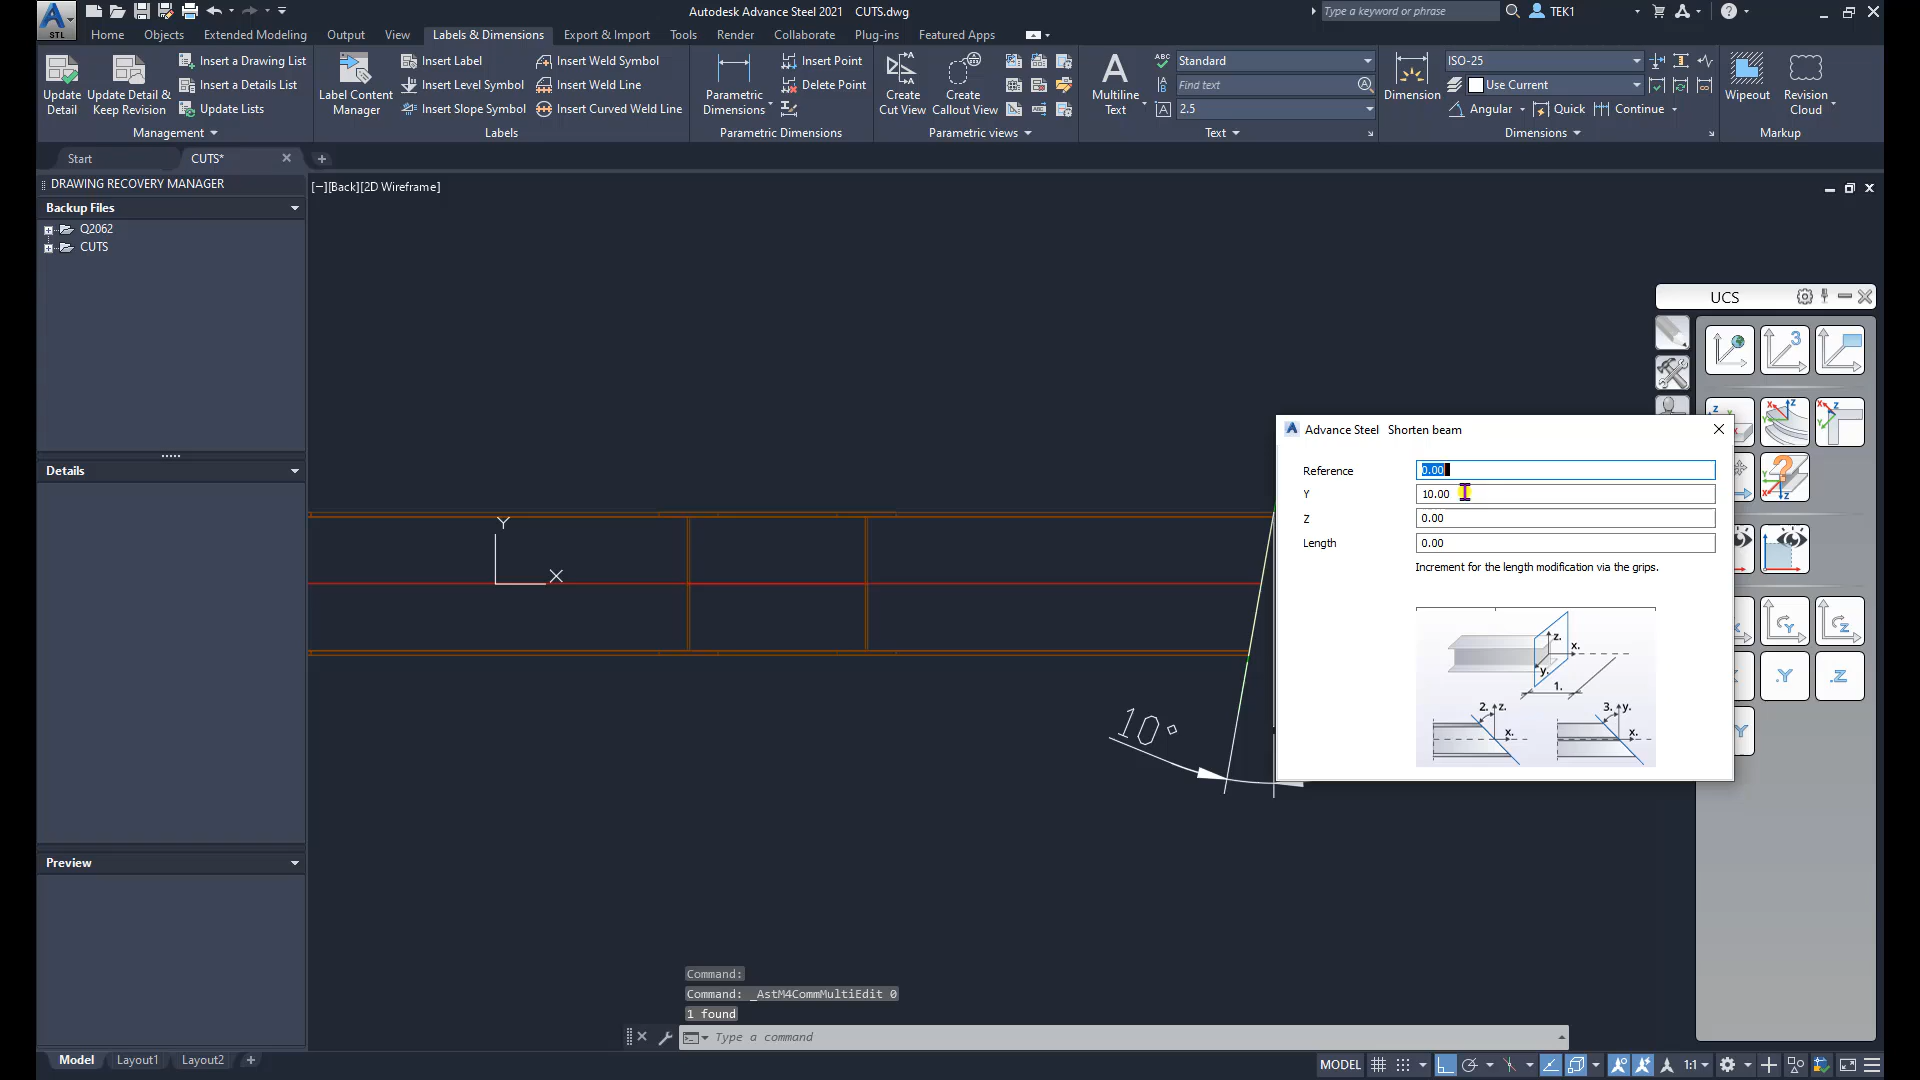 STL
Autodesk Advance Steel 2021 CUTS.dwg
Type a keyword or phrase
TEK1
Home Objects Extended Modeling Output View Labels & Dimensions Export & Import Tools Render Collaborate Plug-ins Featured Apps
Update Detail
Update Detail & Keep Revision
Insert a Drawing List
Insert a Details List
Update Lists
Management
Label Content Manager
Insert Label
Insert Level Symbol
Insert Slope Symbol
Insert Weld Symbol
Insert Weld Line
Insert Curved Weld Line
Labels
Parametric Dimensions
Insert Point
Delete Point
Parametric Dimensions
Create Cut View
Create Callout View
Parametric views
Multiline Text
Standard
Find text
2.5
Text
Dimension
ISO-25
Use Current
Angular Quick Continue
Dimensions
Wipeout
Revision Cloud
Markup
Start CUTS*
DRAWING RECOVERY MANAGER
Backup Files
Q2062
CUTS
Details
Preview
[−][Back][2D Wireframe]
Y
X
10°
UCS
3
Advance Steel Shorten beam
Reference 0.00
Y 10.00
Z 0.00
Length 0.00
Increment for the length modification via the grips.
z.
x.
y.
1.
2. z.
x.
3. y.
x.
Y
Z
.Y
.Z
Y
Command:
Command: _AstM4CommMultiEdit 0
1 found
Type a command
Model Layout1 Layout2
MODEL
1:1